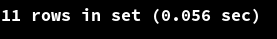 11 rows in set (0.056 sec)